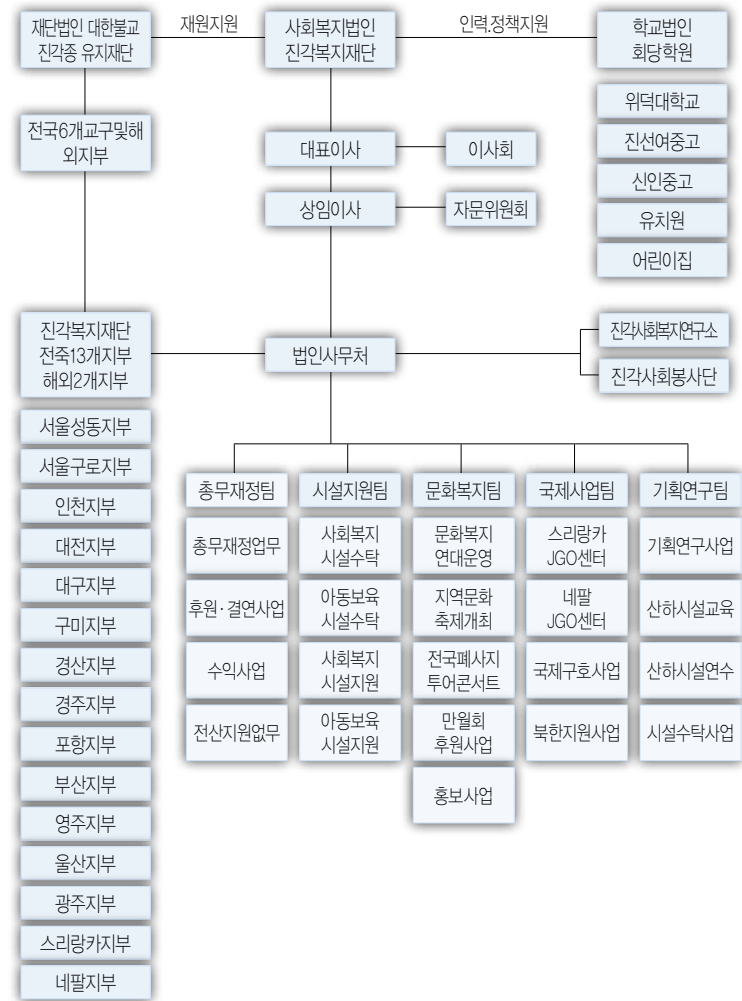 재단법인 대한불교
진각종 유지재단
재원지원
사회복지법인
진각복지재단
인력.정책지원
학교법인
회당학원
위덕대학교
진선여중고
신인중고
유치원
어린이집
전국6개교구및해
외지부
대표이사
이사회
상임이사
자문위원회
진각복지재단
전죽13개지부
해외2개지부
법인사무처
진각사회복지연구소
진각사회봉사단
서울성동지부
서울구로지부
인천지부
대전지부
대구지부
구미지부
경산지부
경주지부
포항지부
부산지부
영주지부
울산지부
광주지부
스리랑카지부
네팔지부
총무재정팀
총무재정업무
후원·결연사업
수익사업
전산지원없무
시설지원팀
사회복지
시설수탁
아동보육
시설수탁
사회복지
시설지원
아동보육
시설지원
문화복지팀
문화복지
연대운영
지역문화
축제개최
전국폐사지
투어콘서트
만월회
후원사업
홍보사업
국제사업팀
스리랑카
JGO센터
네팔
JGO센터
국제구호사업
북한지원사업
기획연구팀
기획연구사업
산하시설교육
산하시설연수
시설수탁사업